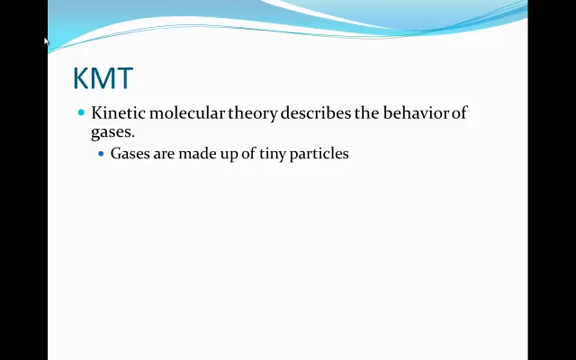 KMT
Kinetic molecular theory describes the behavior of
gases.
Gases are made up of tiny particles